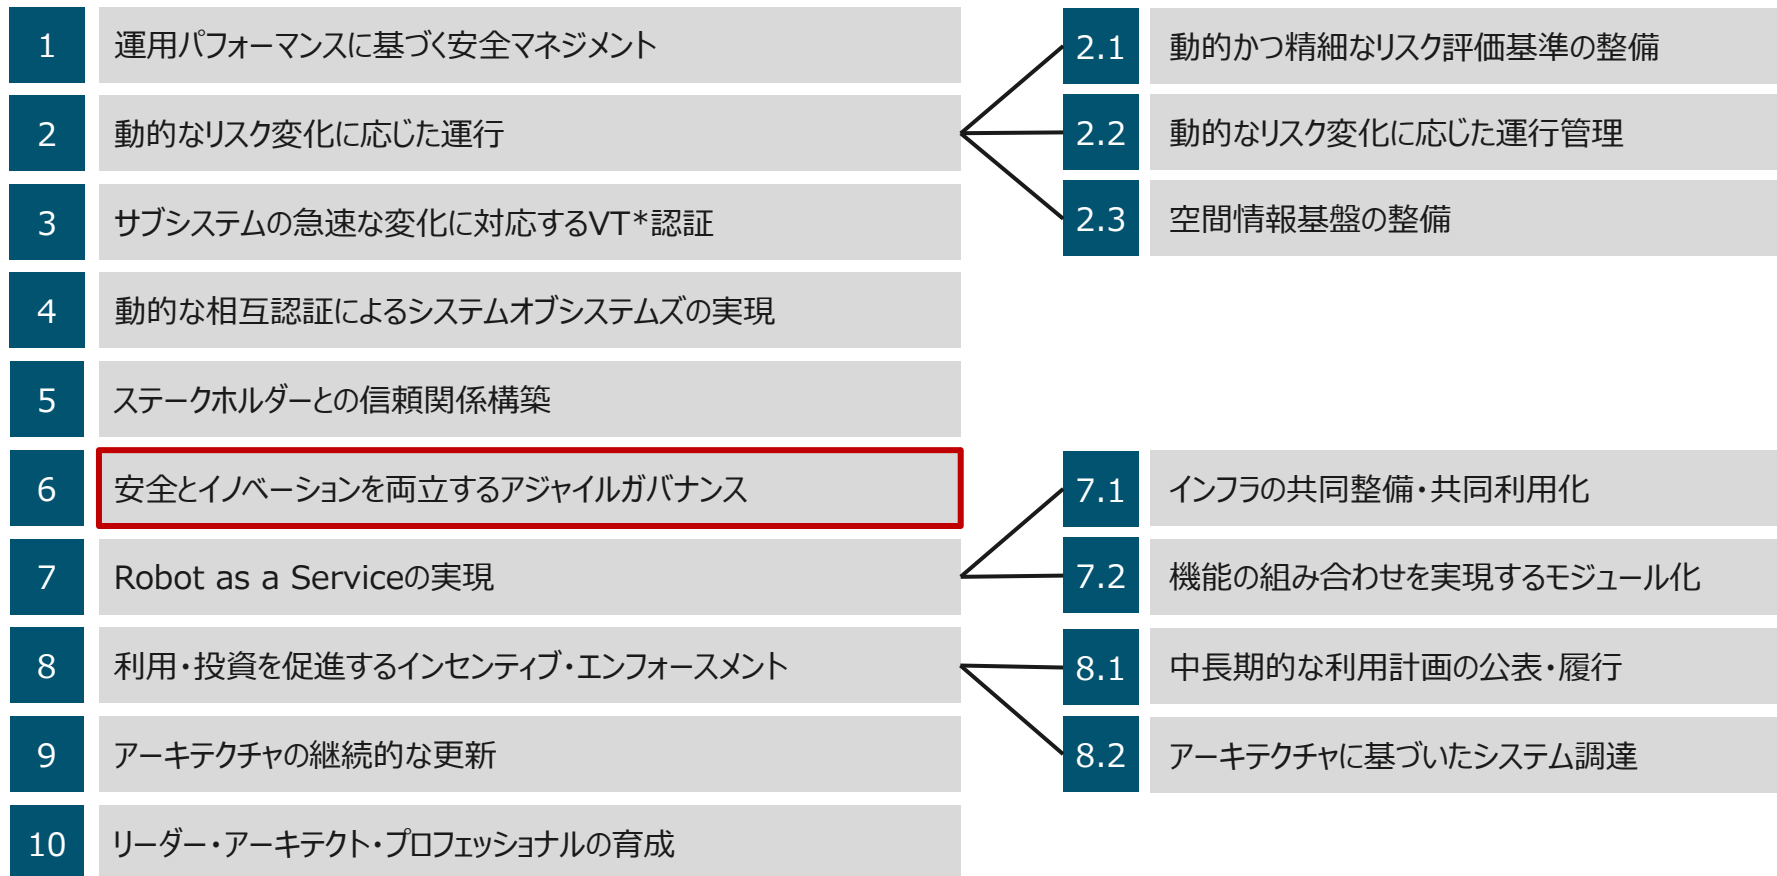 1 運用パフォーマンスに基づく安全マネジメント
2 動的なリスク変化に応じた運行
2.1 動的かつ精細なリスク評価基準の整備
2.2 動的なリスク変化に応じた運行管理
2.3 空間情報基盤の整備
3 サブシステムの急速な変化に対応するVT*認証
4 動的な相互認証によるシステムオブシステムズの実現
5 ステークホルダーとの信頼関係構築
6 安全とイノベーションを両立するアジャイルガバナンス
7 Robot as a Serviceの実現
7.1 インフラの共同整備・共同利用化
7.2 機能の組み合わせを実現するモジュール化
8 利用・投資を促進するインセンティブ・エンフォースメント
8.1 中長期的な利用計画の公表・履行
8.2 アーキテクチャに基づいたシステム調達
9 アーキテクチャの継続的な更新
10 リーダー・アーキテクト・プロフェッショナルの育成